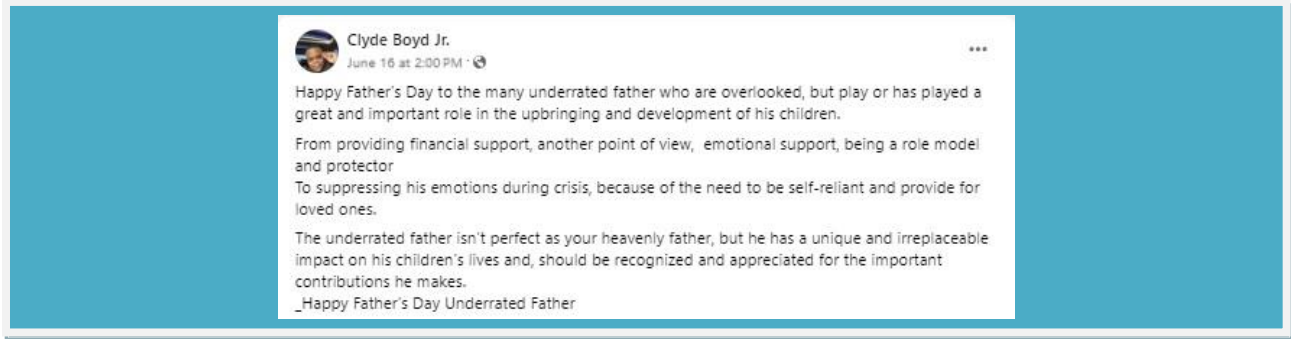 Clyde Boyd Jr.
June 16 at 2:00 PM ·
Happy Father's Day to the many underrated father who are overlooked, but play or has played a
great and important role in the upbringing and development of his children.
From providing financial support, another point of view, emotional support, being a role model
and protector
To suppressing his emotions during crisis, because of the need to be self-reliant and provide for
loved ones.
The underrated father isn't perfect as your heavenly father, but he has a unique and irreplaceable
impact on his children's lives and, should be recognized and appreciated for the important
contributions he makes.
_Happy Father's Day Underrated Father